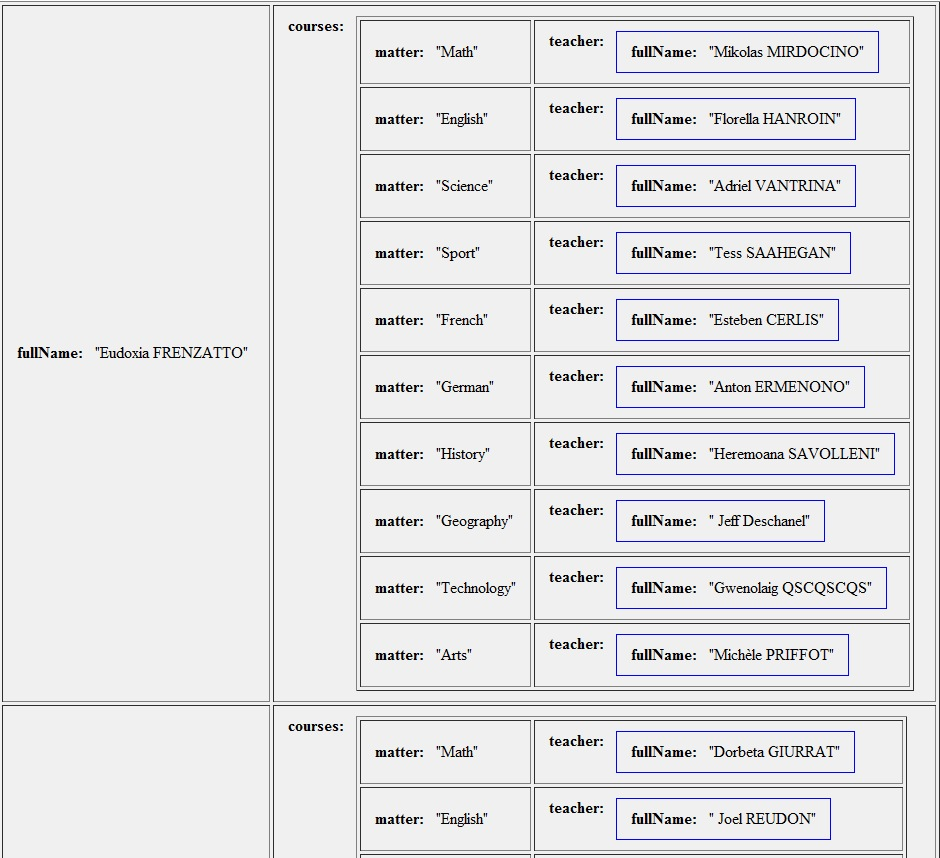 courses:
matter: "Math" teacher: fullName: "Mikolas MIRDOCINO"
matter: "English" teacher: fullName: "Florella HANROIN"
matter: "Science" teacher: fullName: "Adriel VANTRINA"
matter: "Sport" teacher: fullName: "Tess SAAHEGAN"
matter: "French" teacher: fullName: "Esteben CERLIS"
fullName: "Eudoxia FRENZATTO"
matter: "German" teacher: fullName: "Anton ERMENONO"
matter: "History" teacher: fullName: "Heremoana SAVOLLENI"
matter: "Geography" teacher: fullName: " Jeff Deschanel"
matter: "Technology" teacher: fullName: "Gwenolaig QSCQSCQS"
matter: "Arts" teacher: fullName: "Michèle PRIFFOT"
courses:
matter: "Math" teacher: fullName: "Dorbeta GIURRAT"
matter: "English" teacher: fullName: " Joel REUDON"